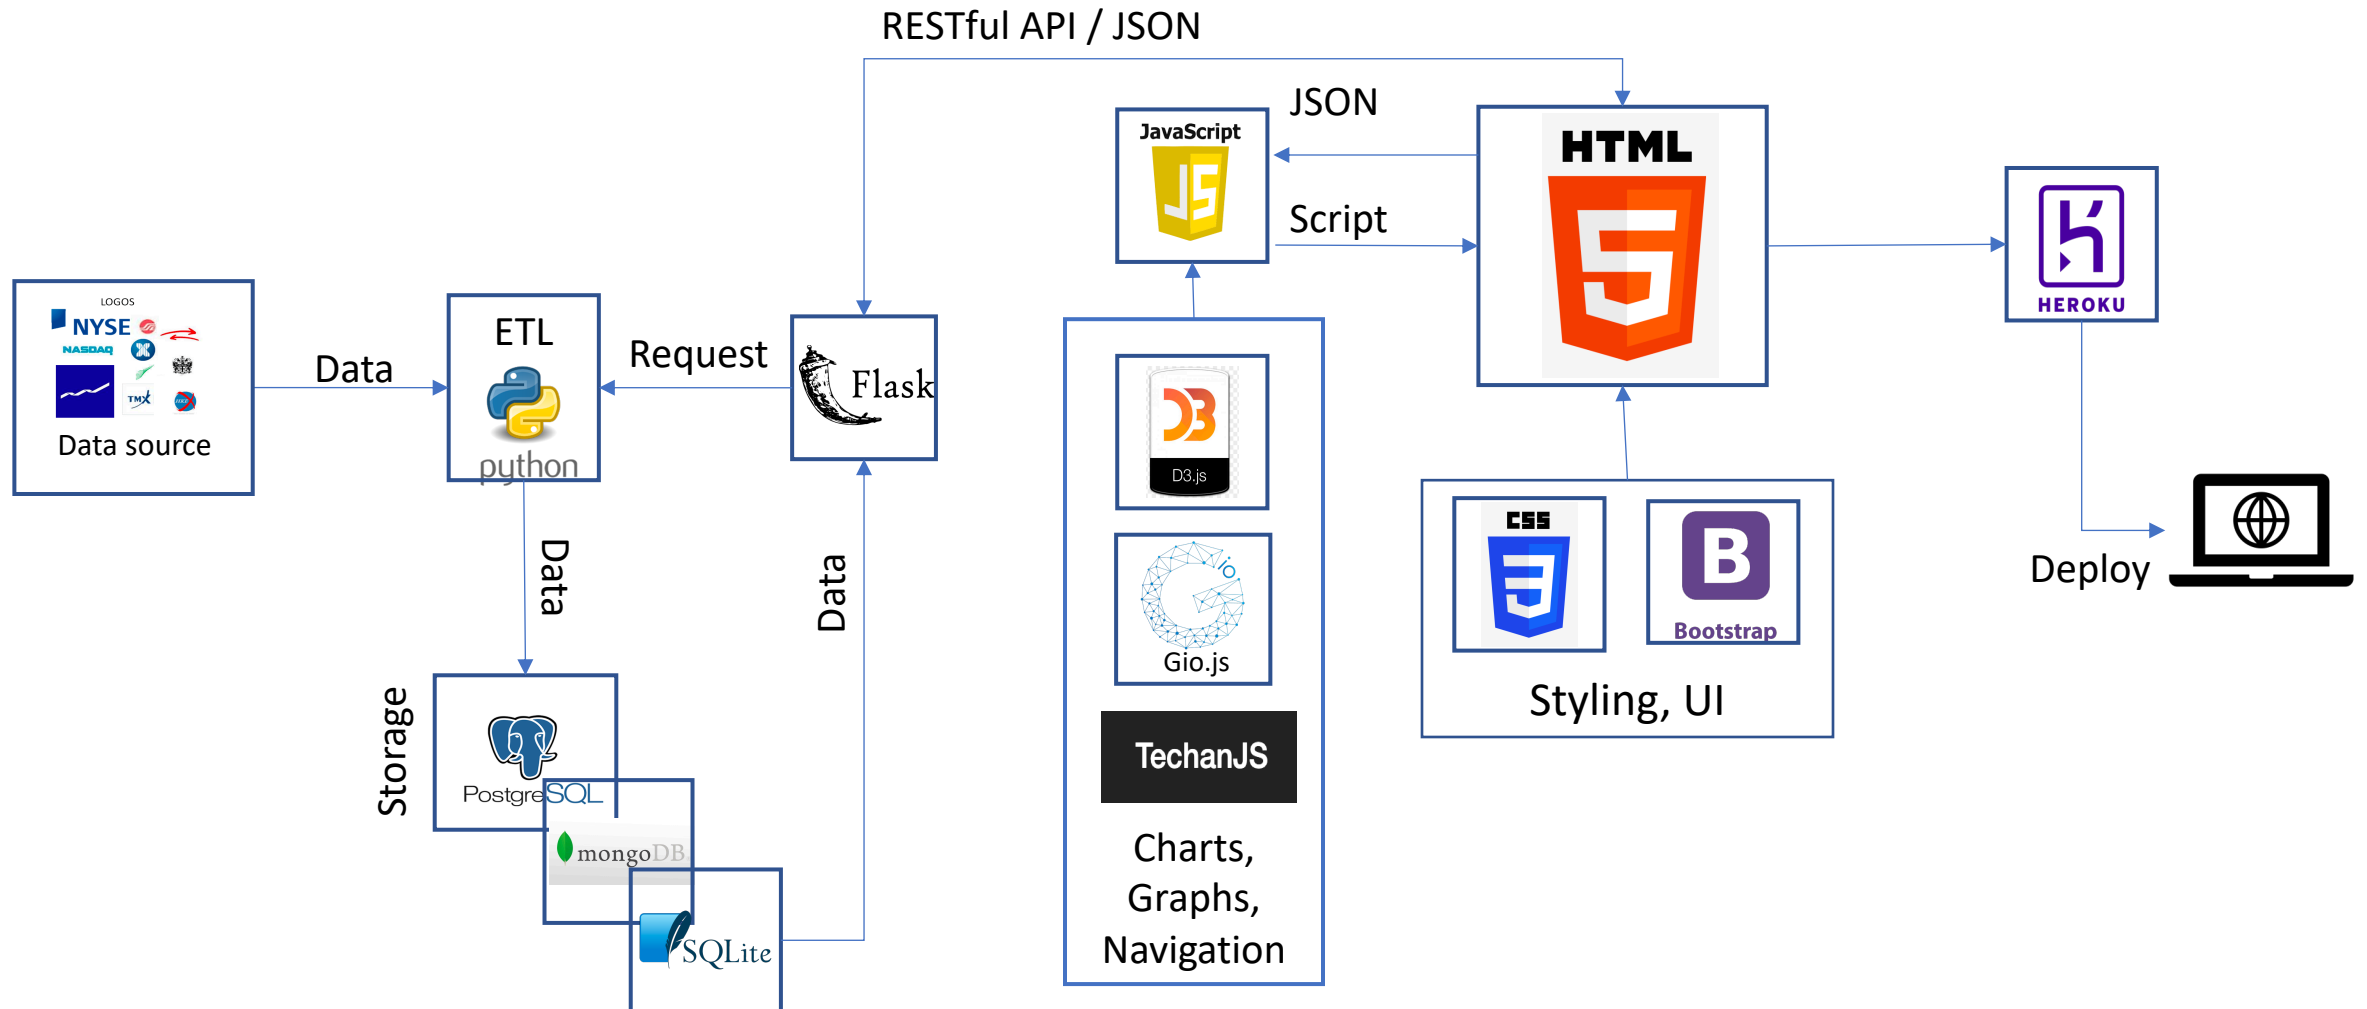 RESTful API / JSON
JSON
JavaScript
JS
HTML
Script
HEROKU
LOGOS
NYSE
NASDAQ
TMX
Data source
Data
ETL
python
Request
Flask
D3.js
Gio.js
io
TechanJS
Charts,
Graphs,
Navigation
CSS
B
Bootstrap
Styling, UI
Deploy
Data
Data
Storage
PostgreSQL
mongoDB
SQLite